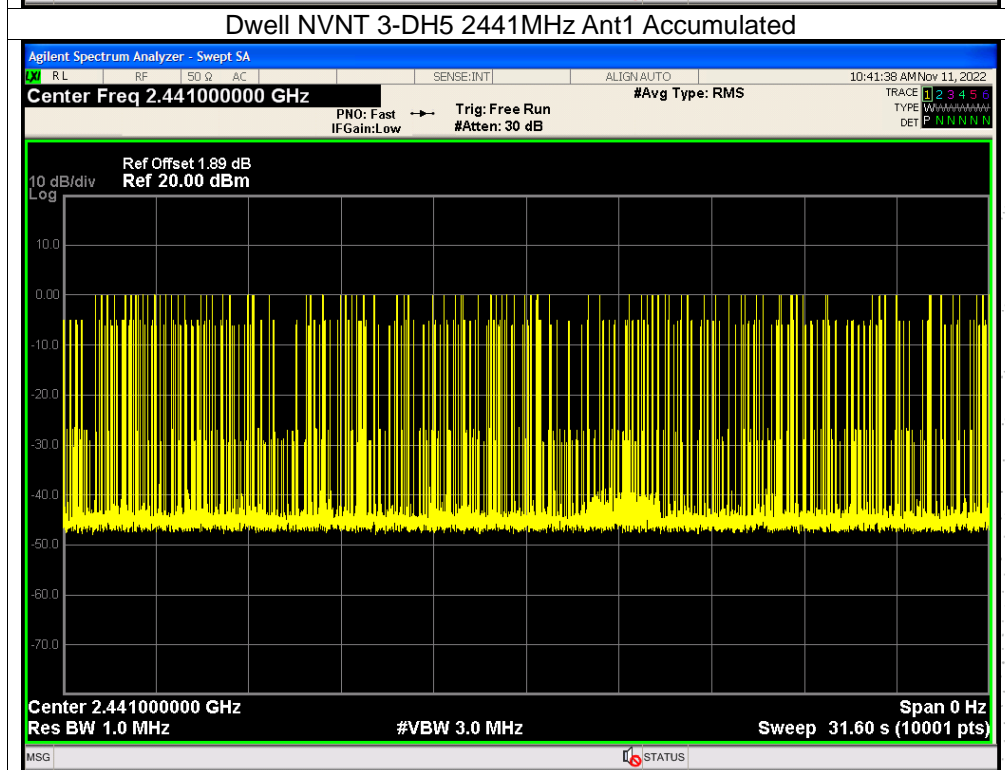 Dwell NVNT 3-DH5 2441MHz Ant1 Accumulated
Agilent Spectrum Analyzer - Swept SA
LXI RL RF 50 Ω AC SENSE:INT ALIGN AUTO 10:41:38 AM Nov 11, 2022
Center Freq 2.441000000 GHz #Avg Type: RMS TRACE 1 2 3 4 5 6
PNO: Fast Trig: Free Run TYPE
IFGain:Low #Atten: 30 dB DET P N N N N N
Ref Offset 1.89 dB
10 dB/div Ref 20.00 dBm
Log
10.0
0.00
-10.0
-20.0
-30.0
-40.0
-50.0
-60.0
-70.0
Center 2.441000000 GHz Span 0 Hz
Res BW 1.0 MHz #VBW 3.0 MHz Sweep 31.60 s (10001 pts)
MSG STATUS